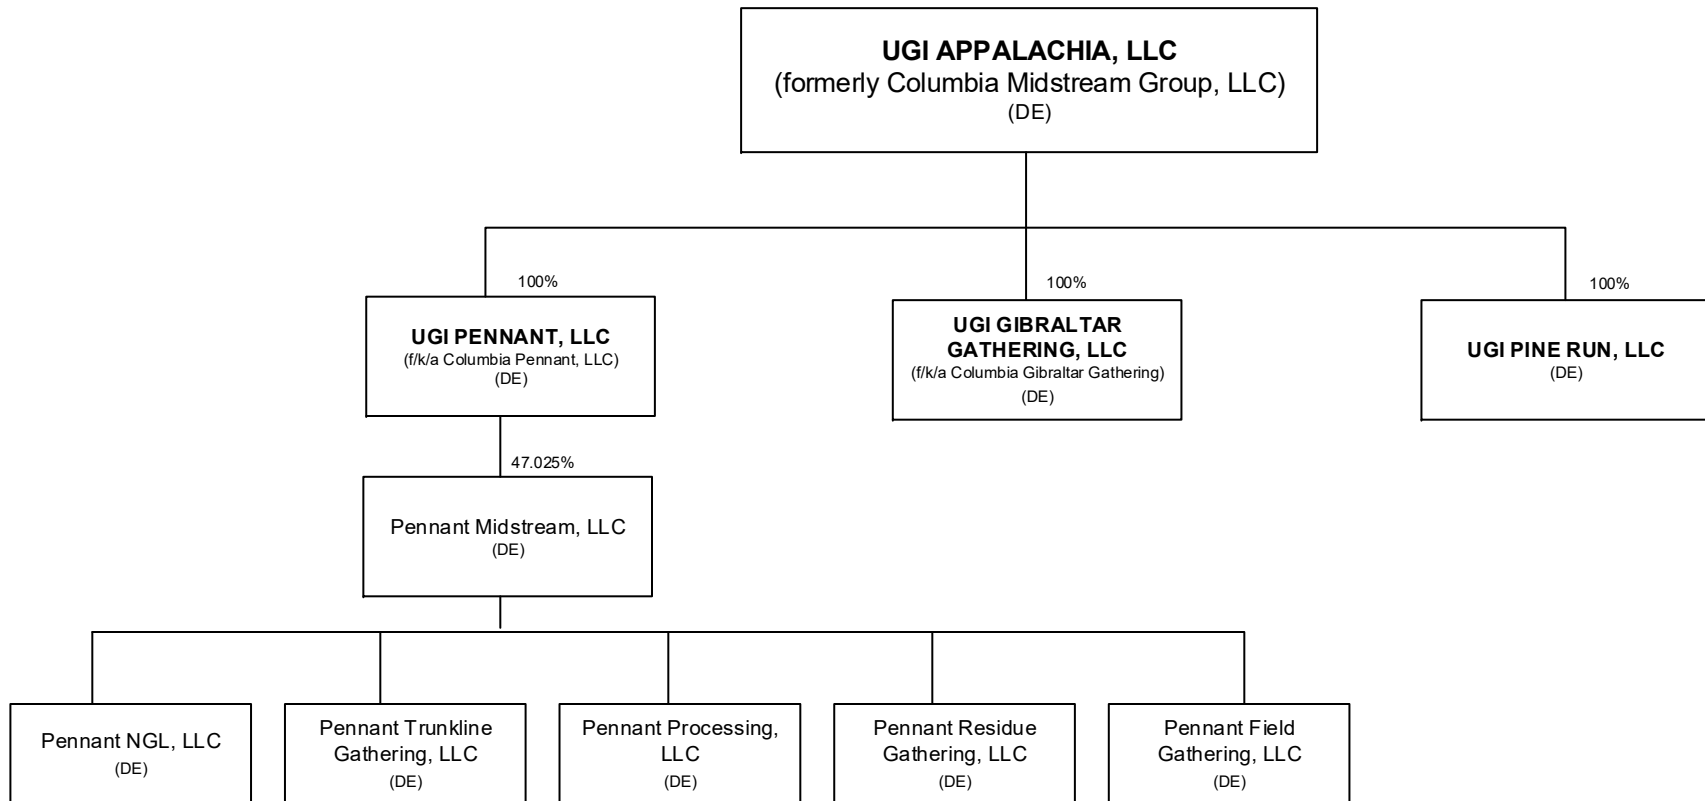 UGI APPALACHIA, LLC
(formerly Columbia Midstream Group, LLC)
(DE)
100%
100%
100%
UGI PENNANT, LLC
(f/k/a Columbia Pennant, LLC)
(DE)
UGI GIBRALTAR
GATHERING, LLC
(f/k/a Columbia Gibraltar Gathering)
(DE)
UGI PINE RUN, LLC
(DE)
47.025%
Pennant Midstream, LLC
(DE)
Pennant NGL, LLC
(DE)
Pennant Trunkline
Gathering, LLC
(DE)
Pennant Processing,
LLC
(DE)
Pennant Residue
Gathering, LLC
(DE)
Pennant Field
Gathering, LLC
(DE)